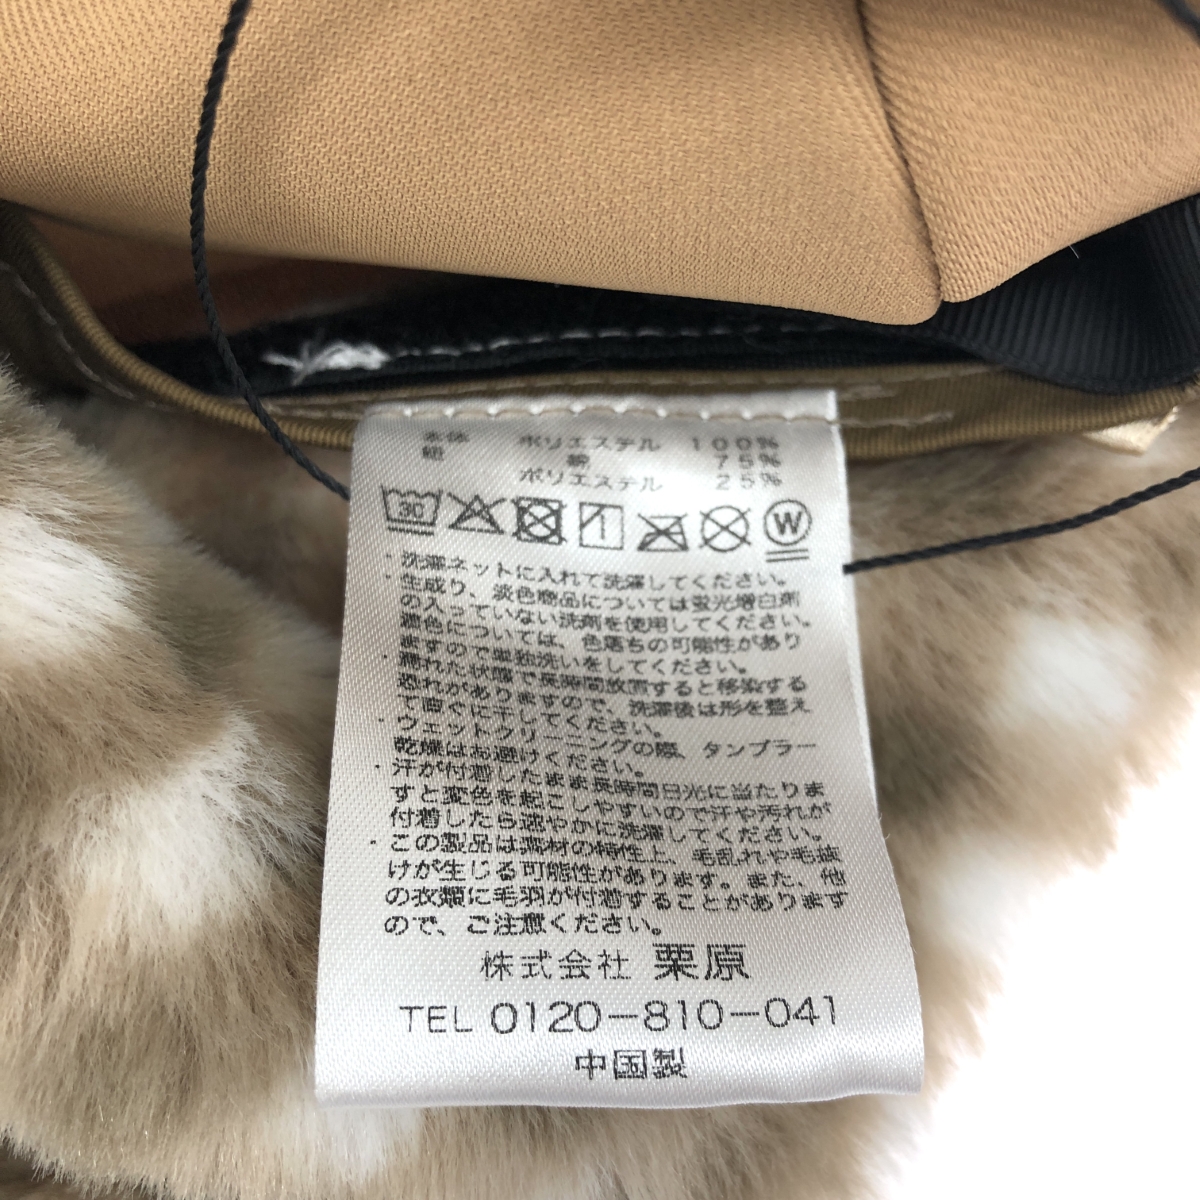 本体 ポリエステル 100%
紐 綿 75%
ポリエステル 25%
30 W
・洗濯ネットに入れて洗濯してください。
・生成り、淡色商品については蛍光増白剤
の入っていない洗剤を使用してください。
濃色については、色落ちの可能性があり
ますので単独洗いをしてください。
・濡れた状態で長時間放置すると移染する
恐れがありますので、洗濯後は形を整え
て直ぐに干してください。
・ウェットクリーニングの際、タンブラー
乾燥はお避けください。
・汗が付着したまま長時間日光に当たりま
すと変色を起こしやすいので汗や汚れが
付着したら速やかに洗濯してください。
・この製品は素材の特性上、毛乱れや毛抜
けが生じる可能性があります。また、他
の衣類に毛羽が付着することがあります
ので、ご注意ください。
株式会社 栗原
TEL 0120-810-041
中国製